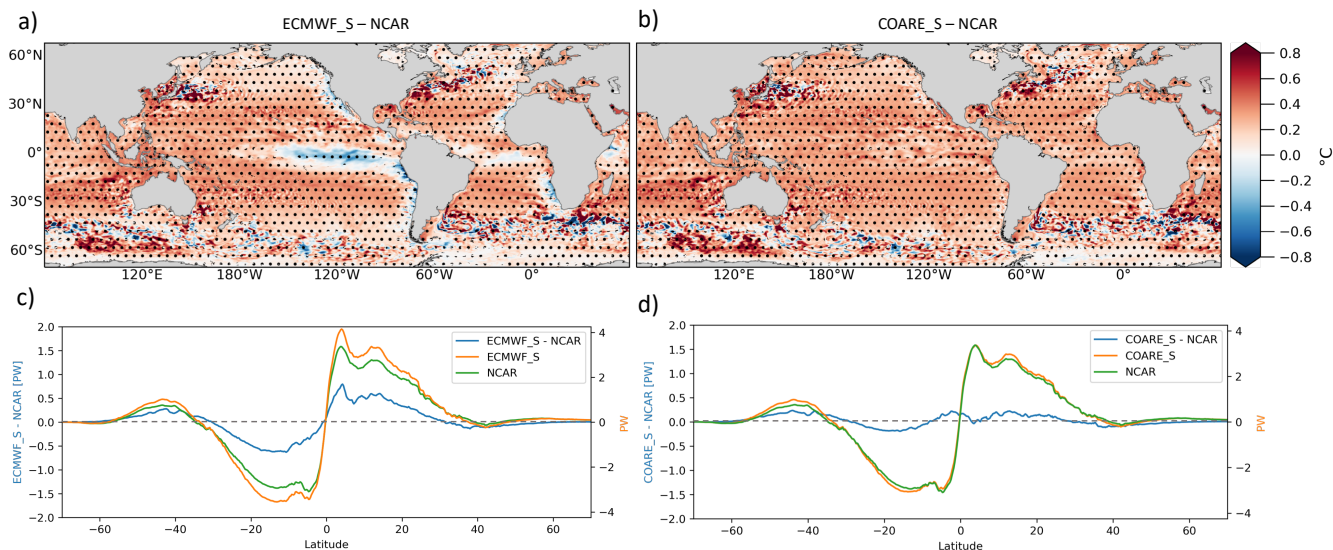 a) ECMWF_S – NCAR
b) COARE_S – NCAR
60°N
30°N
0°
30°S
60°S
120°E 180°W 120°W 60°W 0°
120°E 180°W 120°W 60°W 0°
0.8
0.6
0.4
0.2
0.0
−0.2
−0.4
−0.6
−0.8
°C
c)
ECMWF_S - NCAR [PW]
2.0
1.5
1.0
0.5
0.0
−0.5
−1.0
−1.5
−2.0
ECMWF_S - NCAR
ECMWF_S
NCAR
4
2
0
−2
−4
PW
−60 −40 −20 0 20 40 60
Latitude
d)
COARE_S - NCAR [PW]
2.0
1.5
1.0
0.5
0.0
−0.5
−1.0
−1.5
−2.0
COARE_S - NCAR
COARE_S
NCAR
4
2
0
−2
−4
PW
−60 −40 −20 0 20 40 60
Latitude